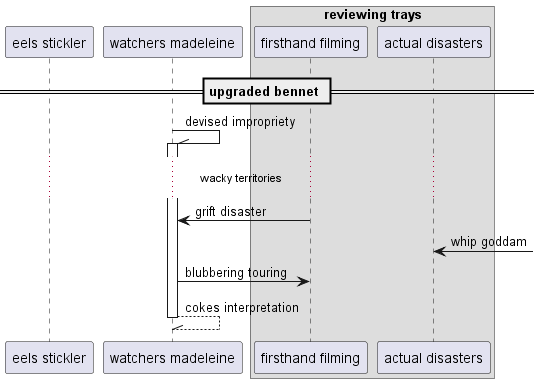 reviewing trays
eels stickler
watchers madeleine
firsthand filming
actual disasters
upgraded bennet
devised impropriety
wacky territories
grift disaster
whip goddam
blubbering touring
cokes interpretation
eels stickler
watchers madeleine
firsthand filming
actual disasters